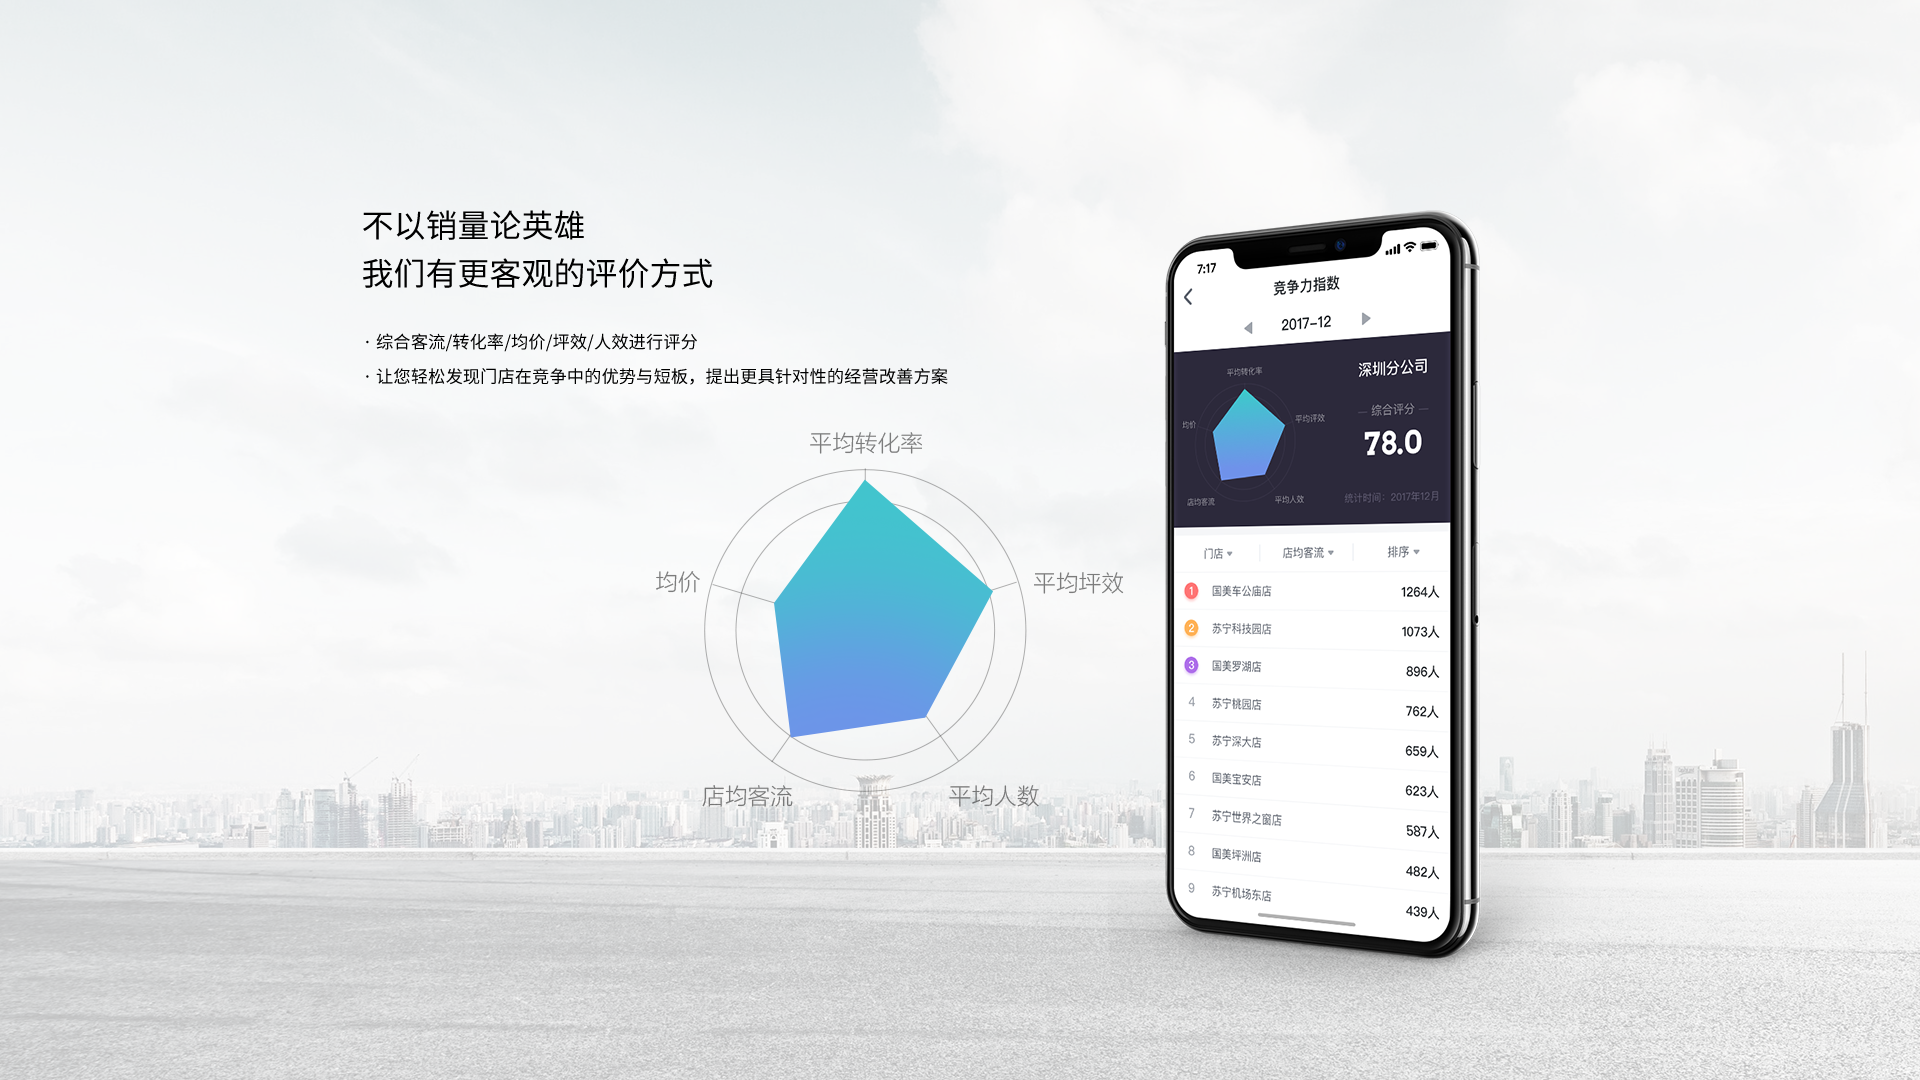 不以销量论英雄
我们有更客观的评价方式
· 综合客流/转化率/均价/坪效/人效进行评分
· 让您轻松发现门店在竞争中的优势与短板，提出更具针对性的经营改善方案
平均转化率
均价
平均坪效
店均客流
平均人数
7:17
竞争力指数
2017-12
深圳分公司
平均转化率
均价
平均评效
店均客流
平均人效
综合评分
78.0
统计时间：2017年12月
门店 店均客流 排序
1 国美车公庙店 1264人
2 苏宁科技园店 1073人
3 国美罗湖店 896人
4 苏宁桃园店 762人
5 苏宁深大店 659人
6 国美宝安店 623人
7 苏宁世界之窗店 587人
8 国美坪洲店 482人
9 苏宁机场东店 439人